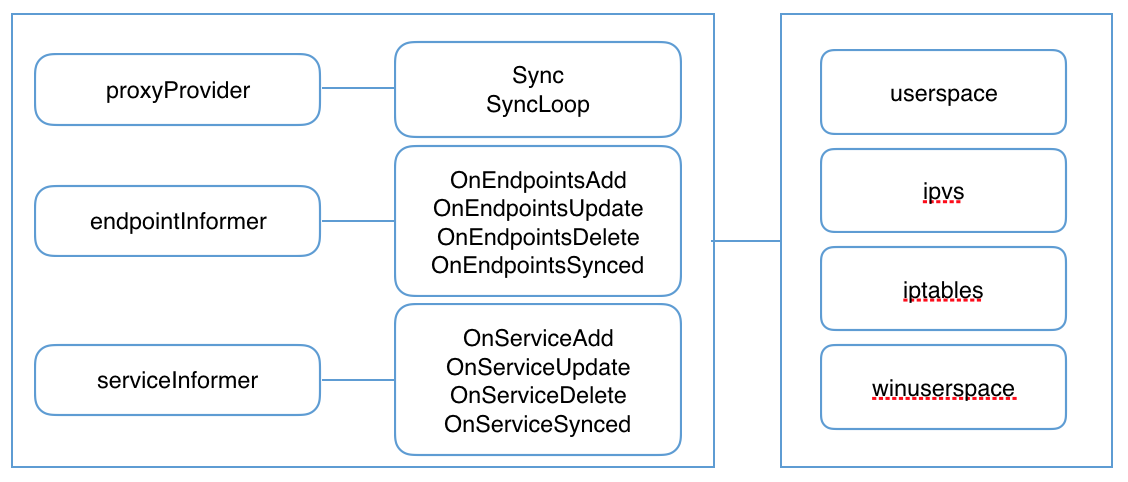 proxyProvider
Sync
SyncLoop
endpointInformer
OnEndpointsAdd
OnEndpointsUpdate
OnEndpointsDelete
OnEndpointsSynced
serviceInformer
OnServiceAdd
OnServiceUpdate
OnServiceDelete
OnServiceSynced
userspace
ipvs
iptables
winuserspace